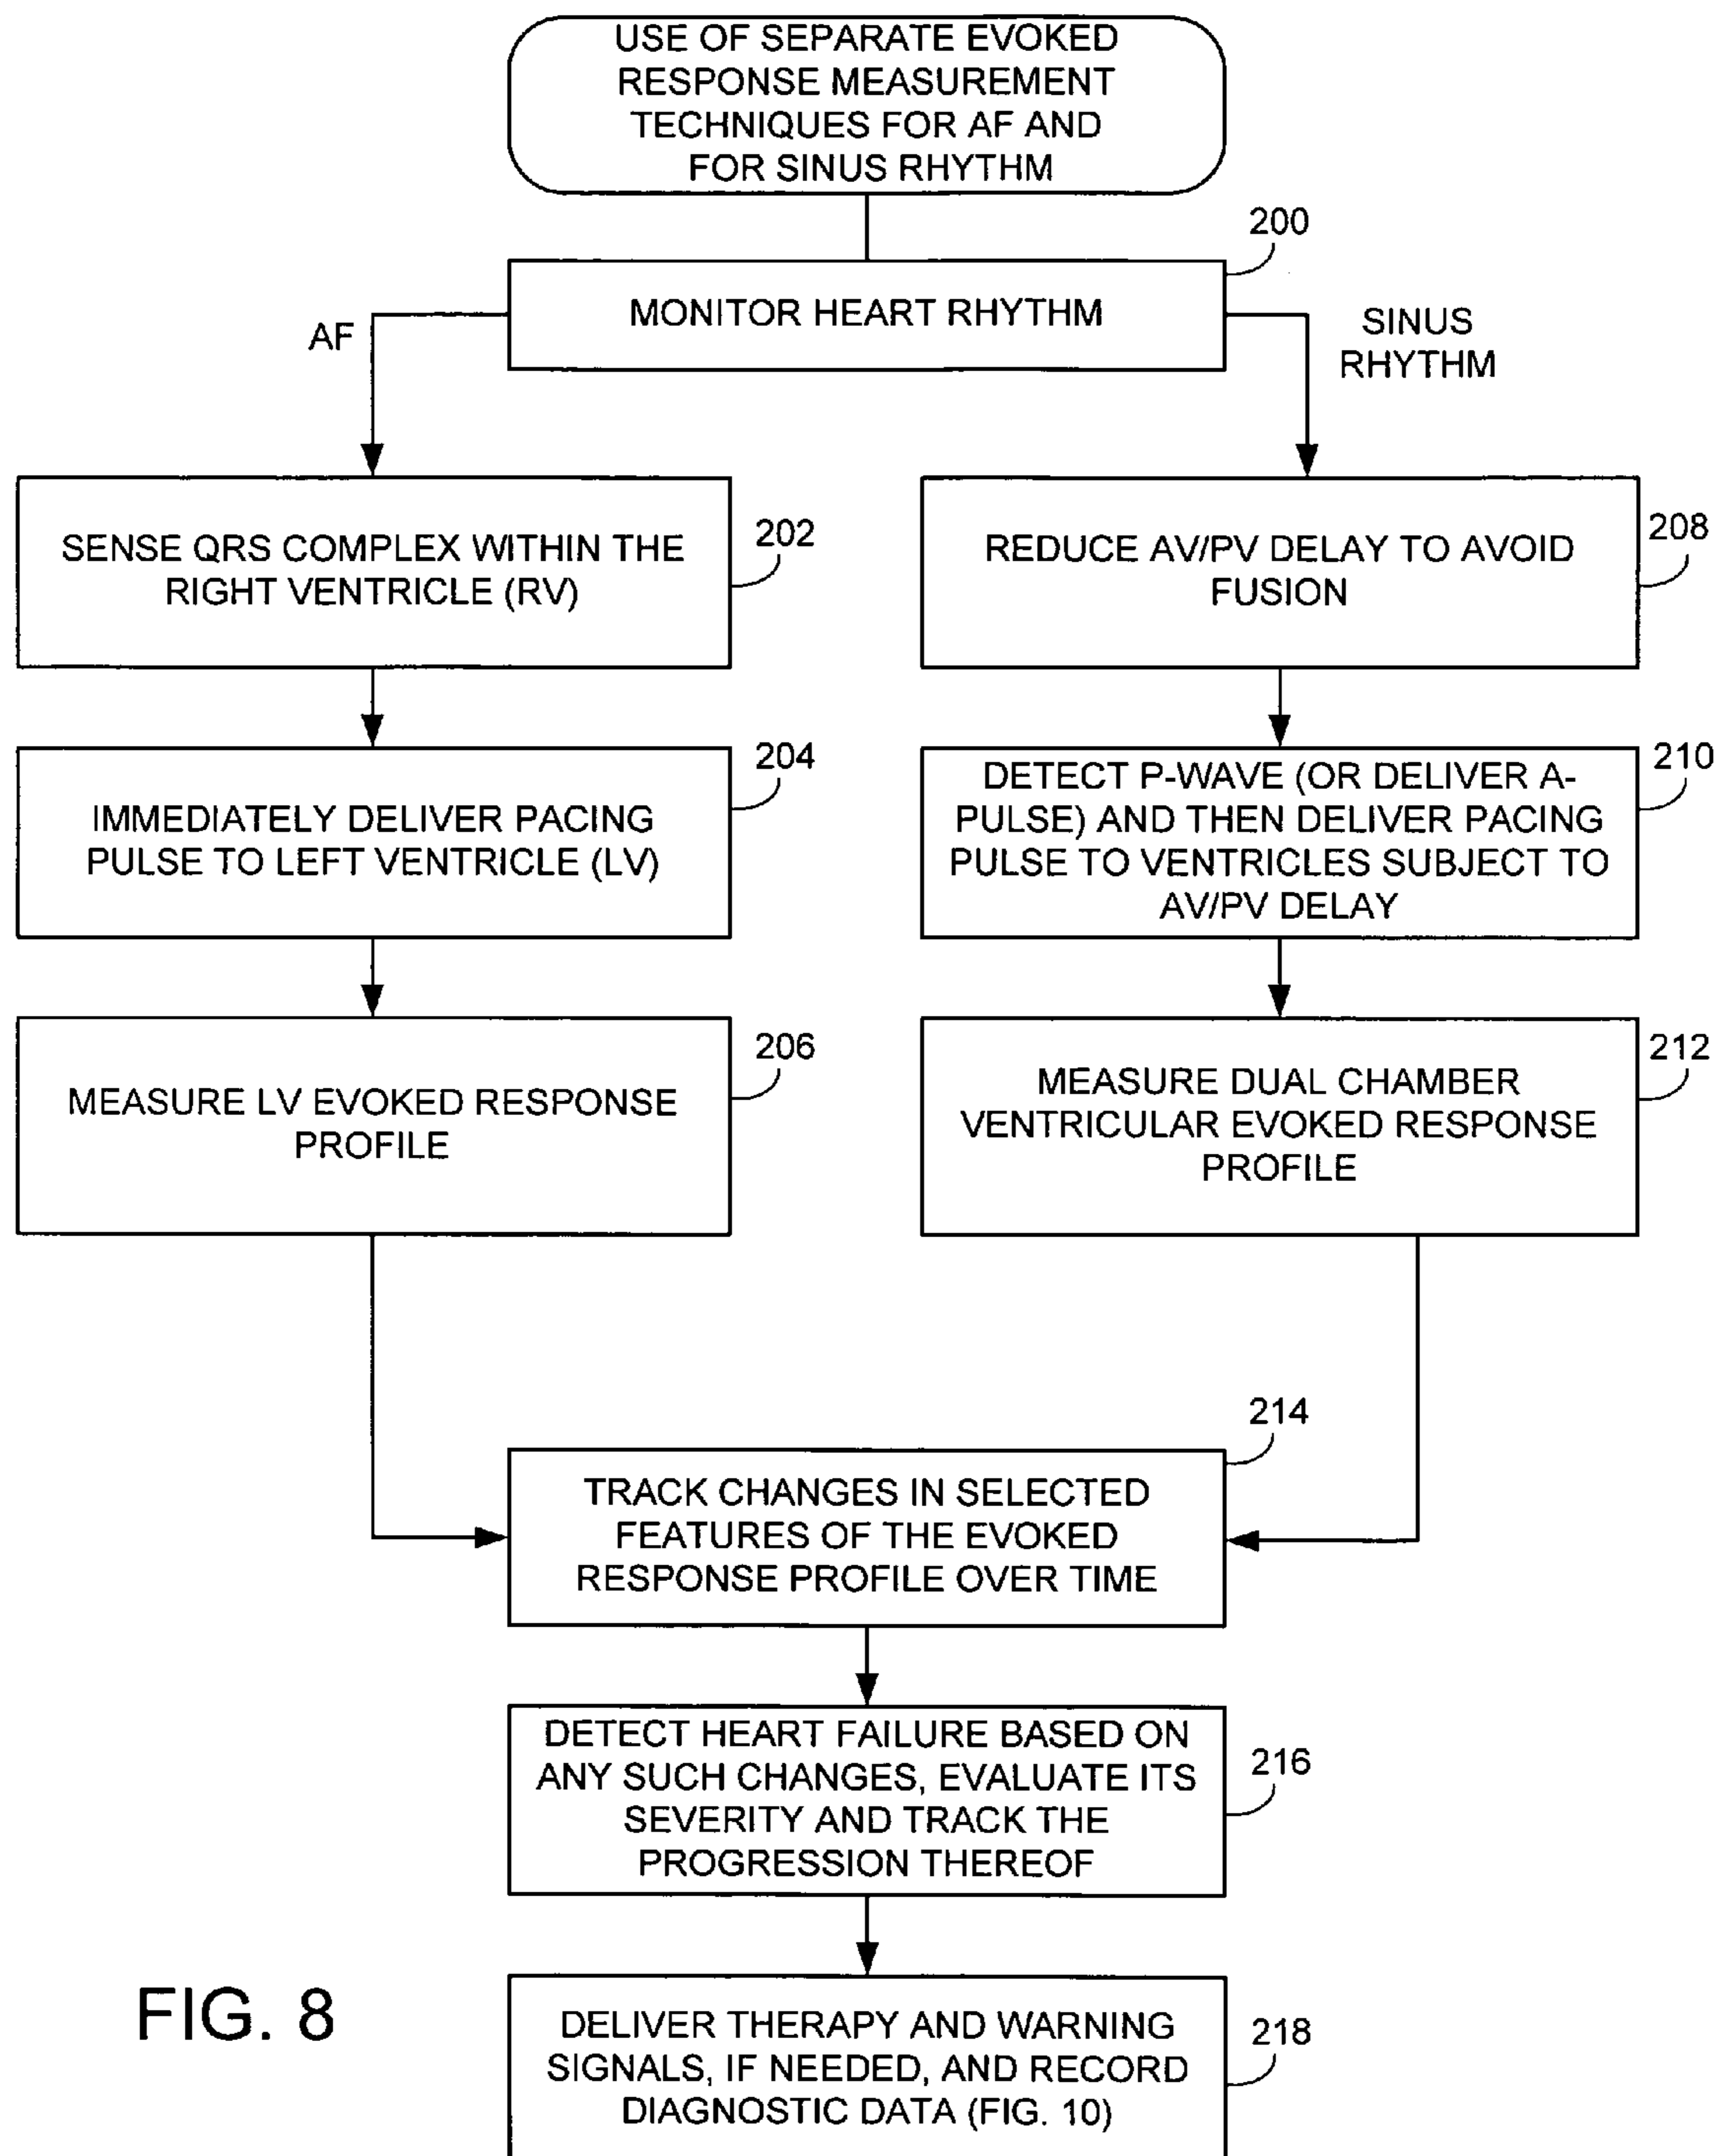 USE OF SEPARATE EVOKED
RESPONSE MEASUREMENT
TECHNIQUES FOR AF AND
FOR SINUS RHYTHM
200
MONITOR HEART RHYTHM
AF
SINUS
RHYTHM
SENSE QRS COMPLEX WITHIN THE
RIGHT VENTRICLE (RV)
202
REDUCE AV/PV DELAY TO AVOID
FUSION
208
IMMEDIATELY DELIVER PACING
PULSE TO LEFT VENTRICLE (LV)
204
DETECT P-WAVE (OR DELIVER A-
PULSE) AND THEN DELIVER PACING
PULSE TO VENTRICLES SUBJECT TO
AV/PV DELAY
210
MEASURE LV EVOKED RESPONSE
PROFILE
206
MEASURE DUAL CHAMBER
VENTRICULAR EVOKED RESPONSE
PROFILE
212
214
TRACK CHANGES IN SELECTED
FEATURES OF THE EVOKED
RESPONSE PROFILE OVER TIME
DETECT HEART FAILURE BASED ON
ANY SUCH CHANGES, EVALUATE ITS
SEVERITY AND TRACK THE
PROGRESSION THEREOF
216
FIG. 8
DELIVER THERAPY AND WARNING
SIGNALS, IF NEEDED, AND RECORD
DIAGNOSTIC DATA (FIG. 10)
218